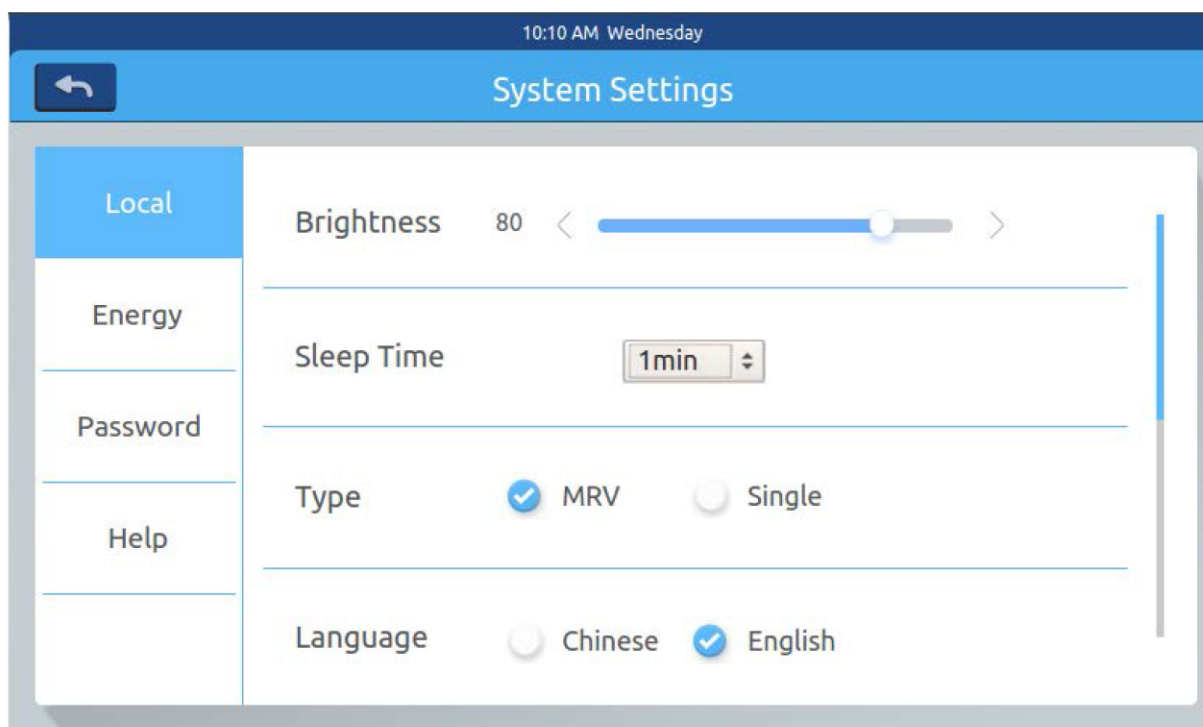 10:10 AM Wednesday
System Settings
Local
Energy
Password
Help
Brightness 80
Sleep Time 1min
Type MRV Single
Language Chinese English